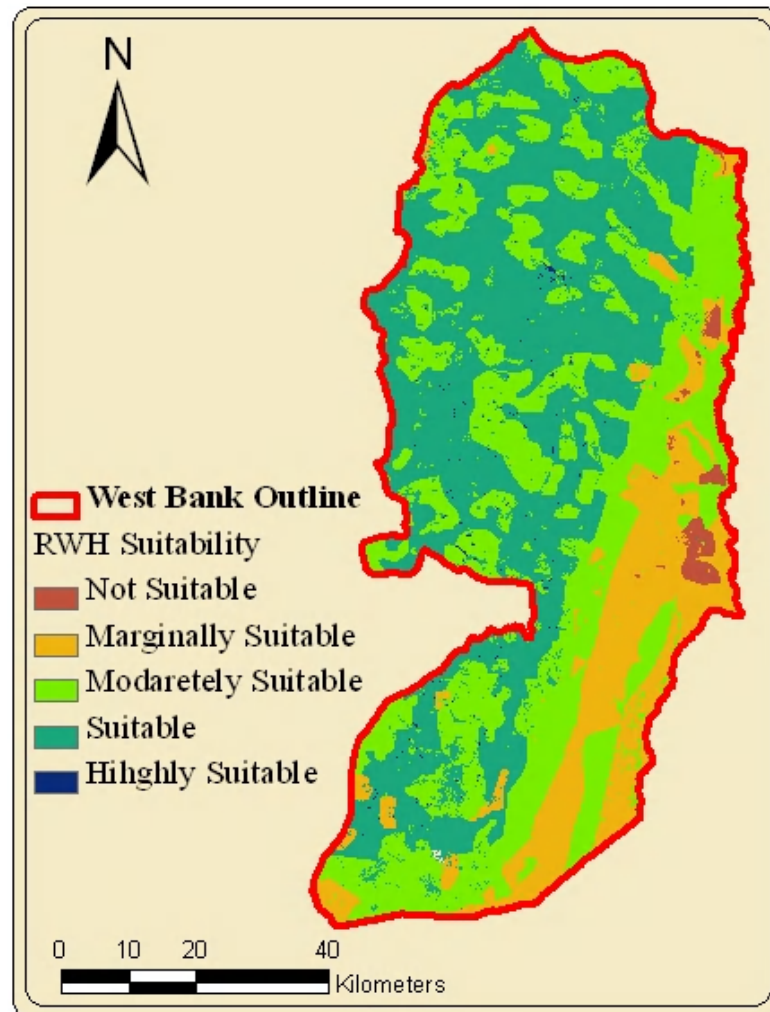 N
West Bank Outline
RWH Suitability
Not Suitable
Marginally Suitable
Modaretely Suitable
Suitable
Hihghly Suitable
0 10 20 40
Kilometers